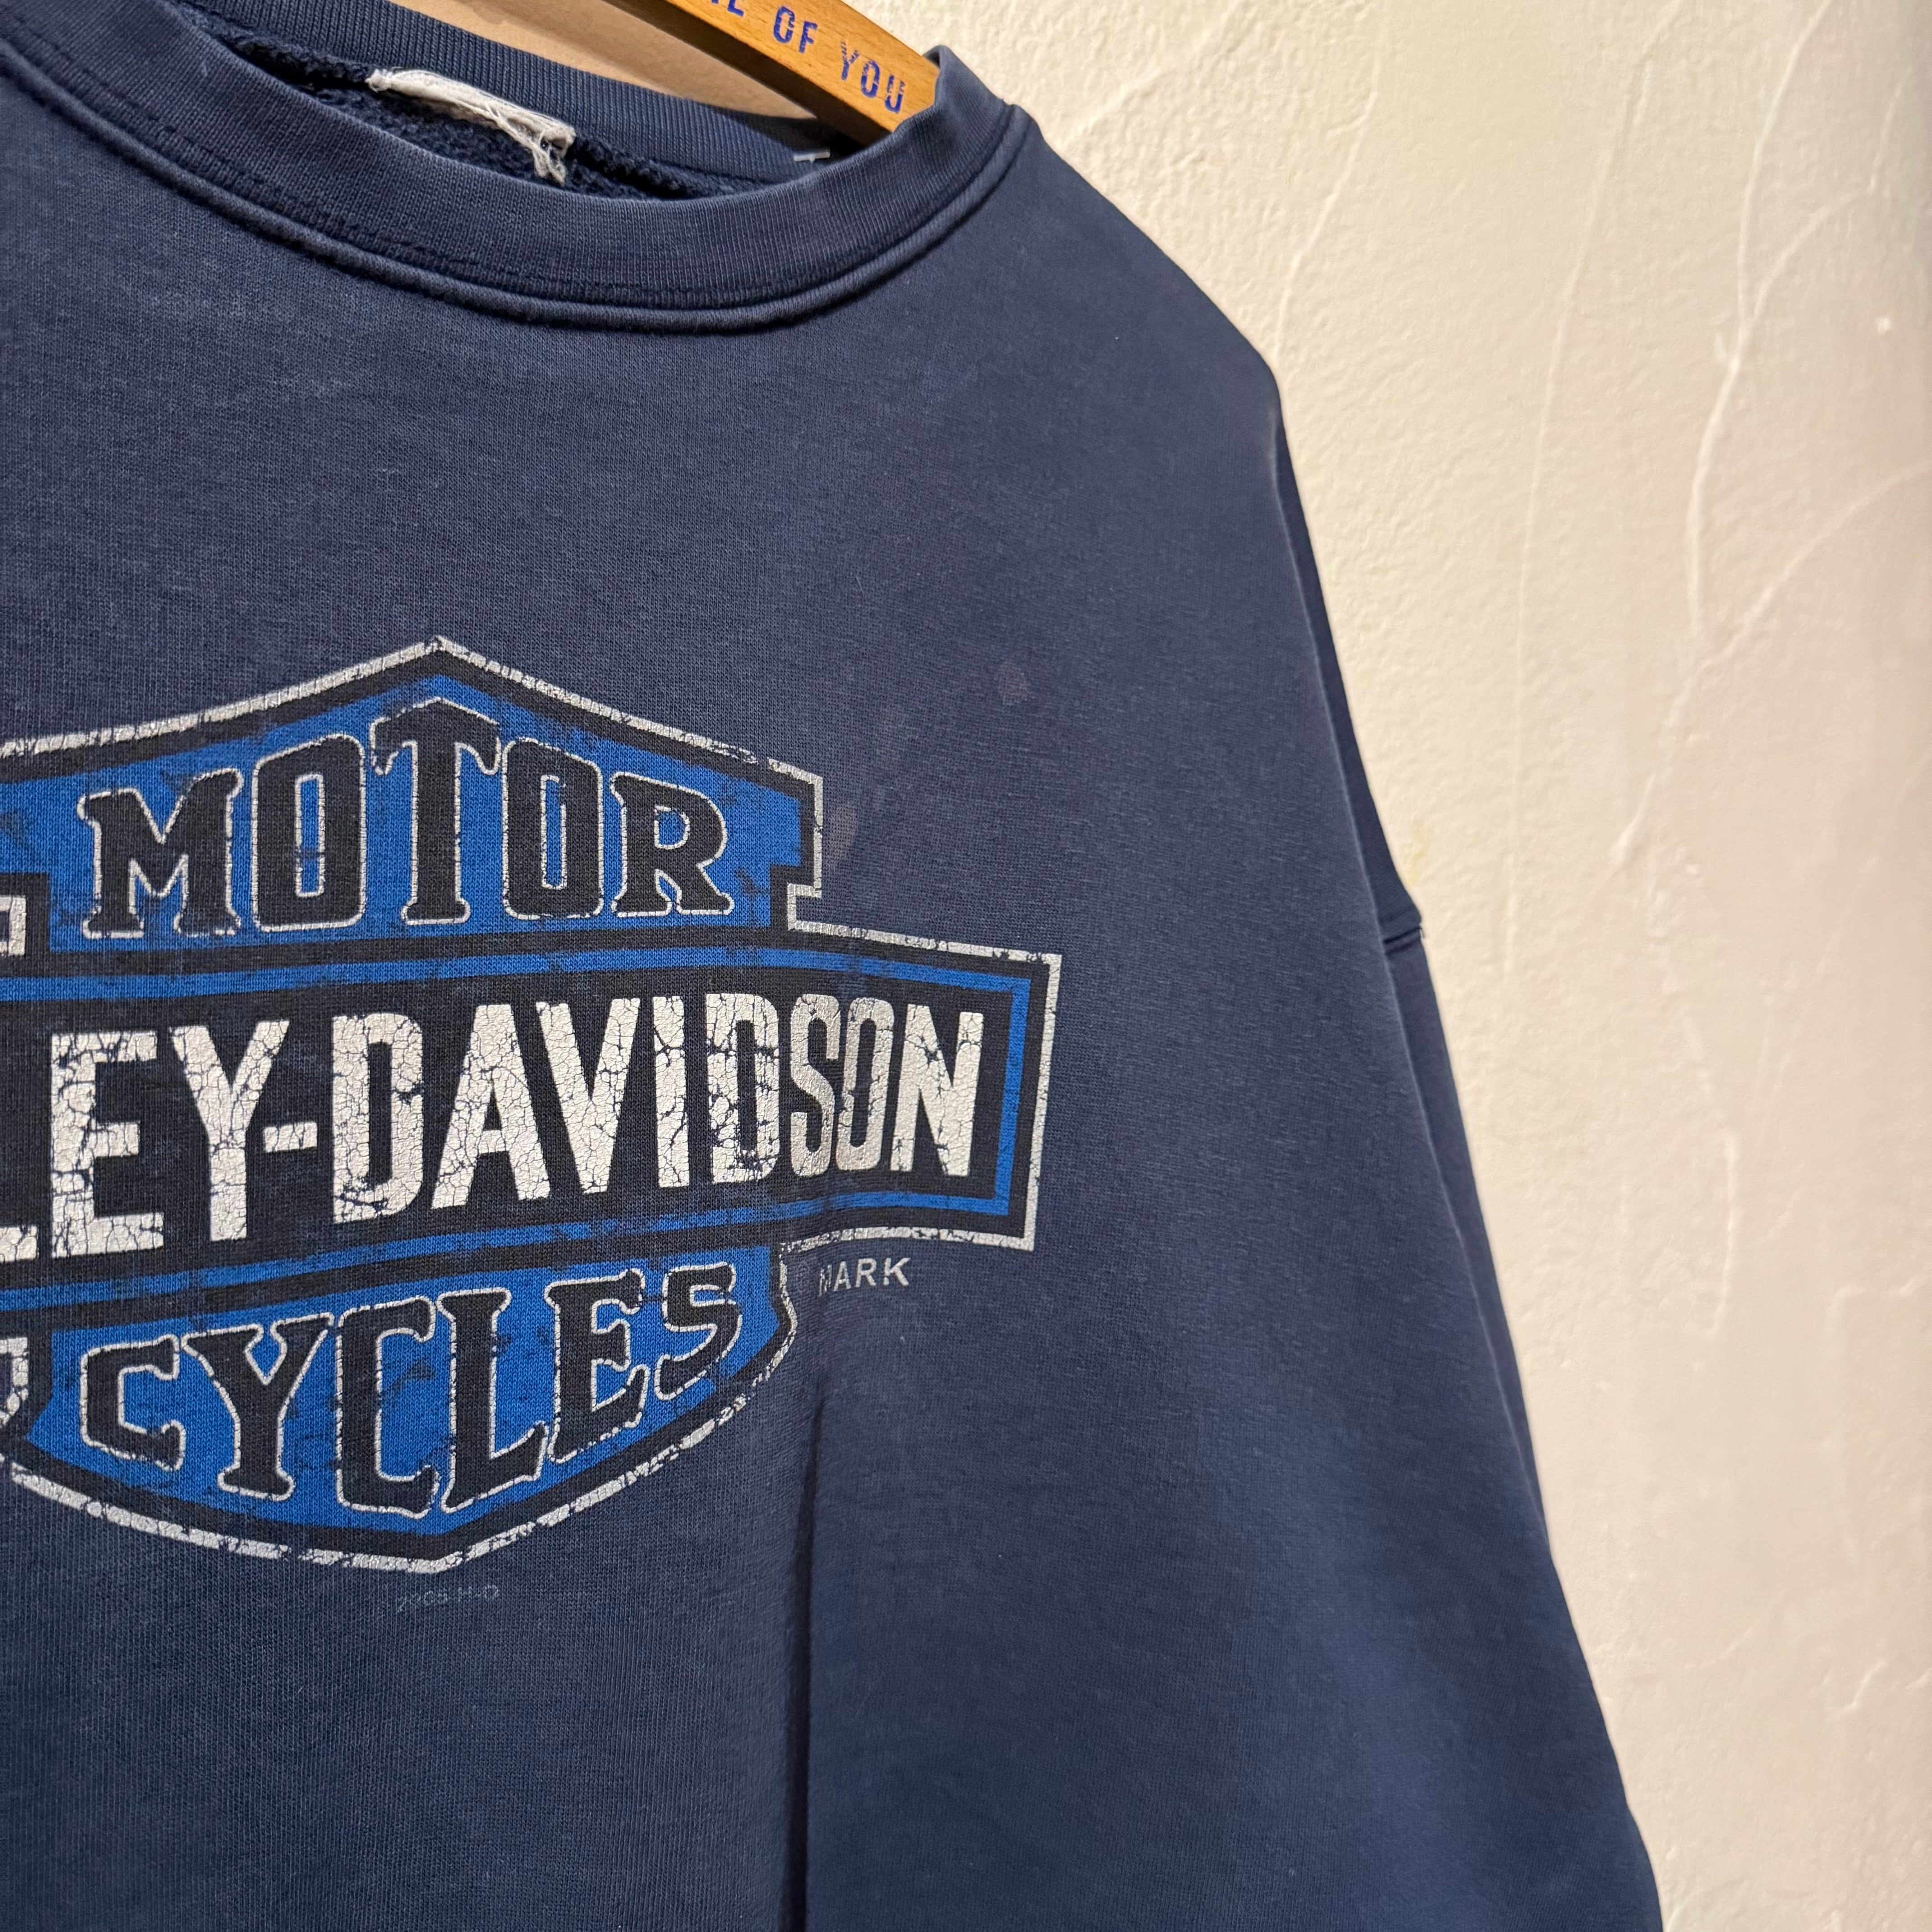 OF YOU
MOTOR
LEY-DAVIDSON
MARK
CYCLES
H-D